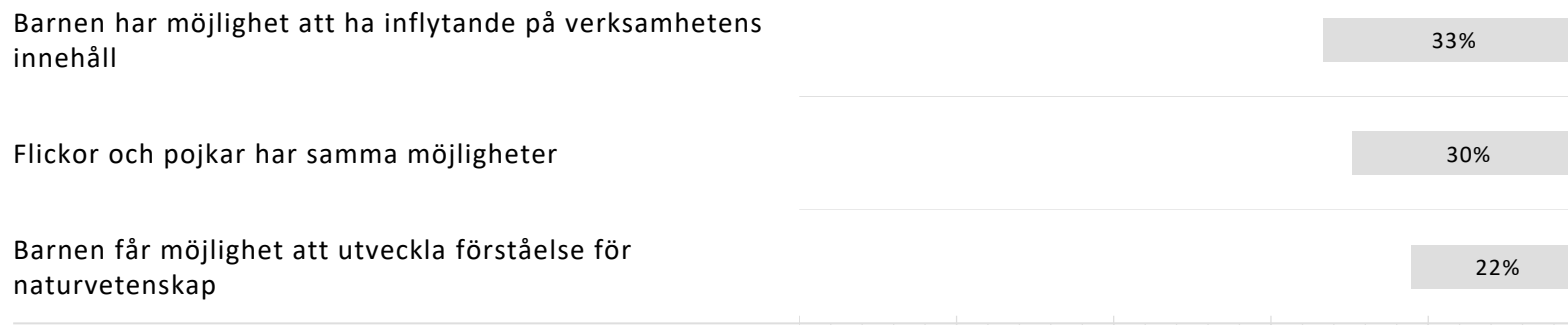 Barnen har möjlighet att ha inflytande på verksamhetens
innehåll
33%
Flickor och pojkar har samma möjligheter
30%
Barnen får möjlighet att utveckla förståelse för
naturvetenskap
22%